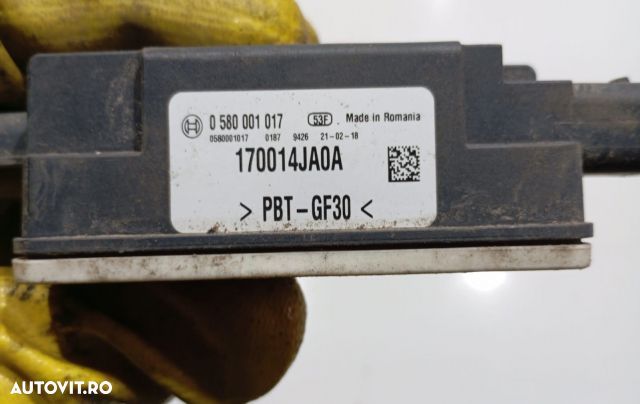 0 580 001 017 53F Made in Romania
0580001017 0187 9426 21-02-18
170014JA0A
> PBT-GF30 <
AUTOVIT.RO